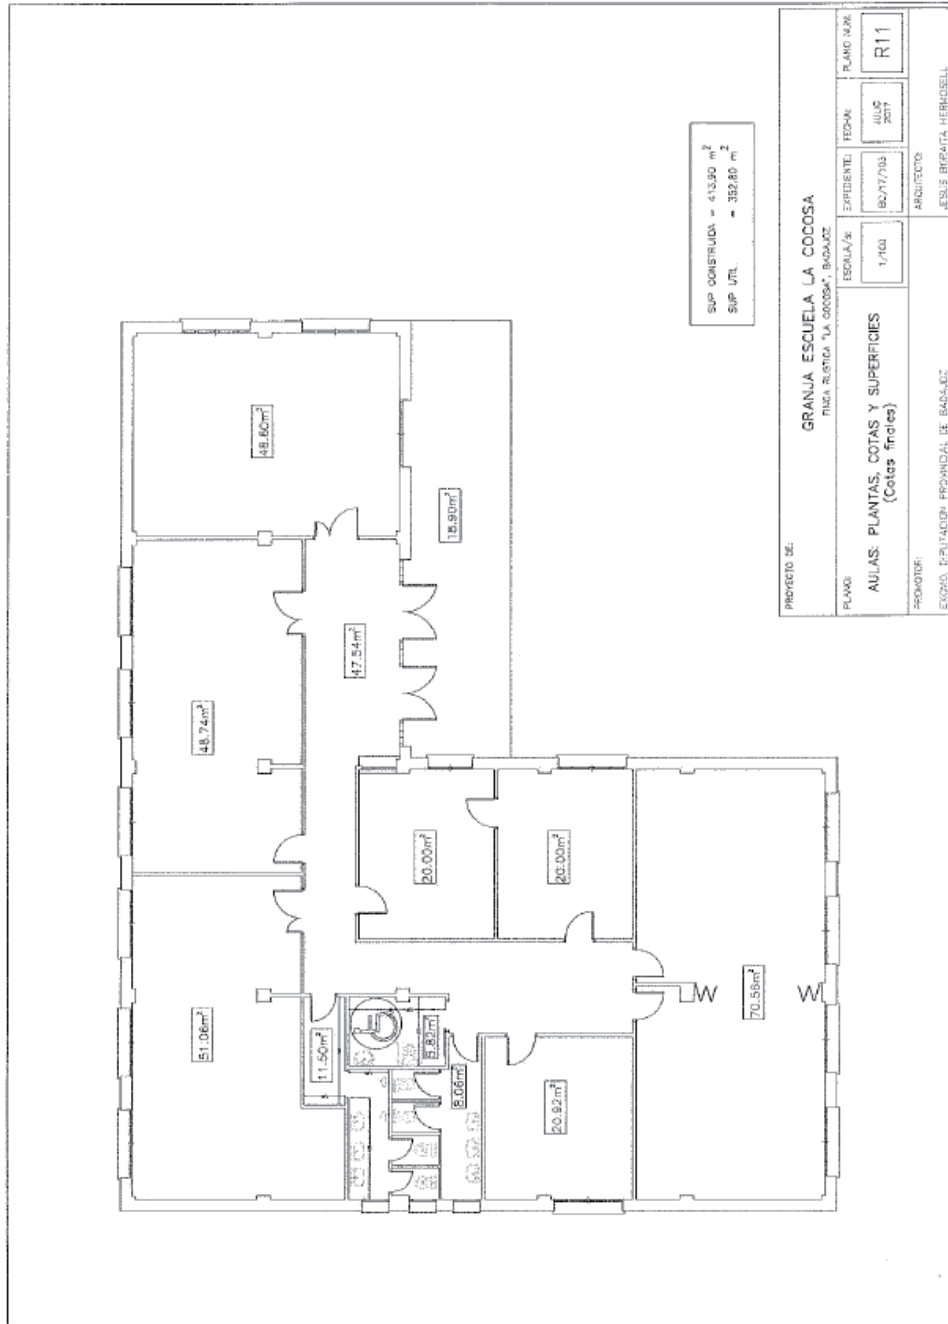 SUP CONSTRUIDA = 413,90 m²
SUP UTIL = 352,80 m²
48.60m²
18.90m²
48.74m²
47.54m²
20.00m²
20.00m²
51.06m²
11.50m²
5.82m²
8.06m²
20.92m²
70.56m²
PROYECTO DE:
GRANJA ESCUELA LA COCOSA
FINCA RUSTICA "LA COCOSA", BADAJOZ
PLANO:
AULAS: PLANTAS, COTAS Y SUPERFICIES
(Cotas finales)
ESCALA/S:
1/100
EXPEDIENTE:
FECHA:
JULIO
2017
PLANO NUM.
R11
PROMOTOR:
EXCMO. DIPUTACION PROVINCIAL DE BADAJOZ
ARQUITECTO: